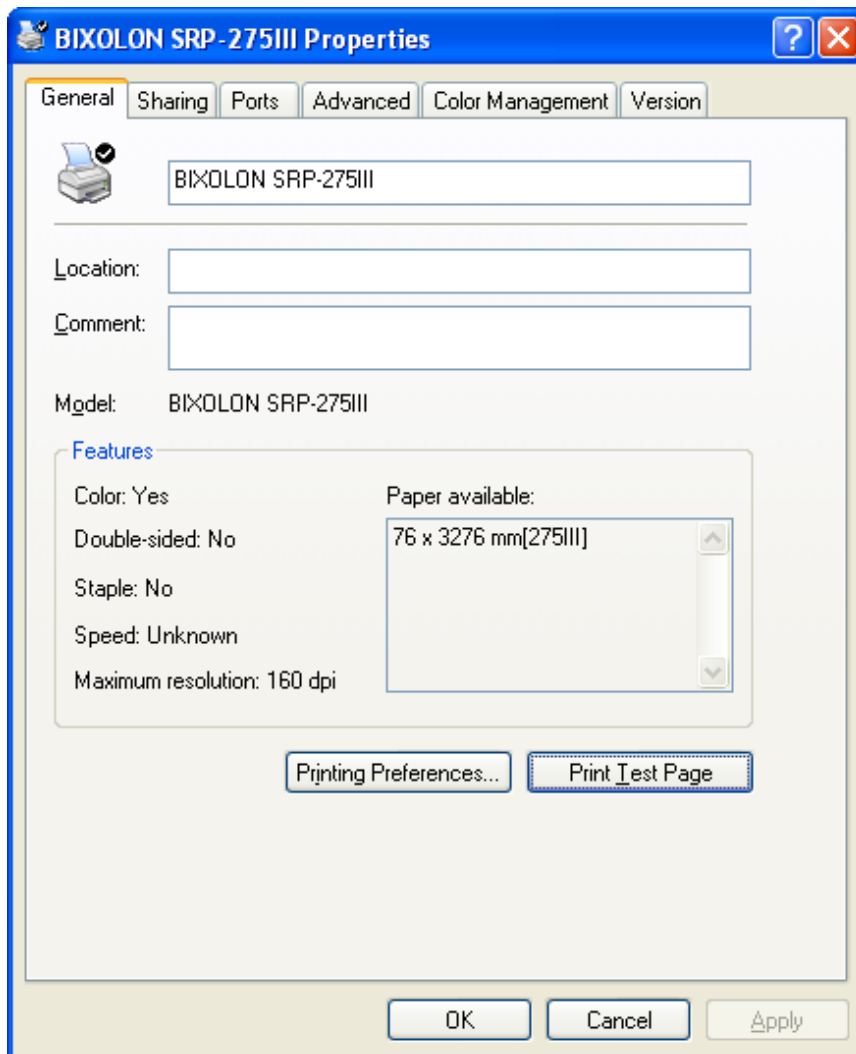 BIXOLON SRP-275III Properties
General Sharing Ports Advanced Color Management Version
BIXOLON SRP-275III
Location:
Comment:
Model: BIXOLON SRP-275III
Features
Color: Yes
Paper available:
Double-sided: No
76 x 3276 mm[275III]
Staple: No
Speed: Unknown
Maximum resolution: 160 dpi
Printing Preferences... Print Test Page
OK Cancel Apply